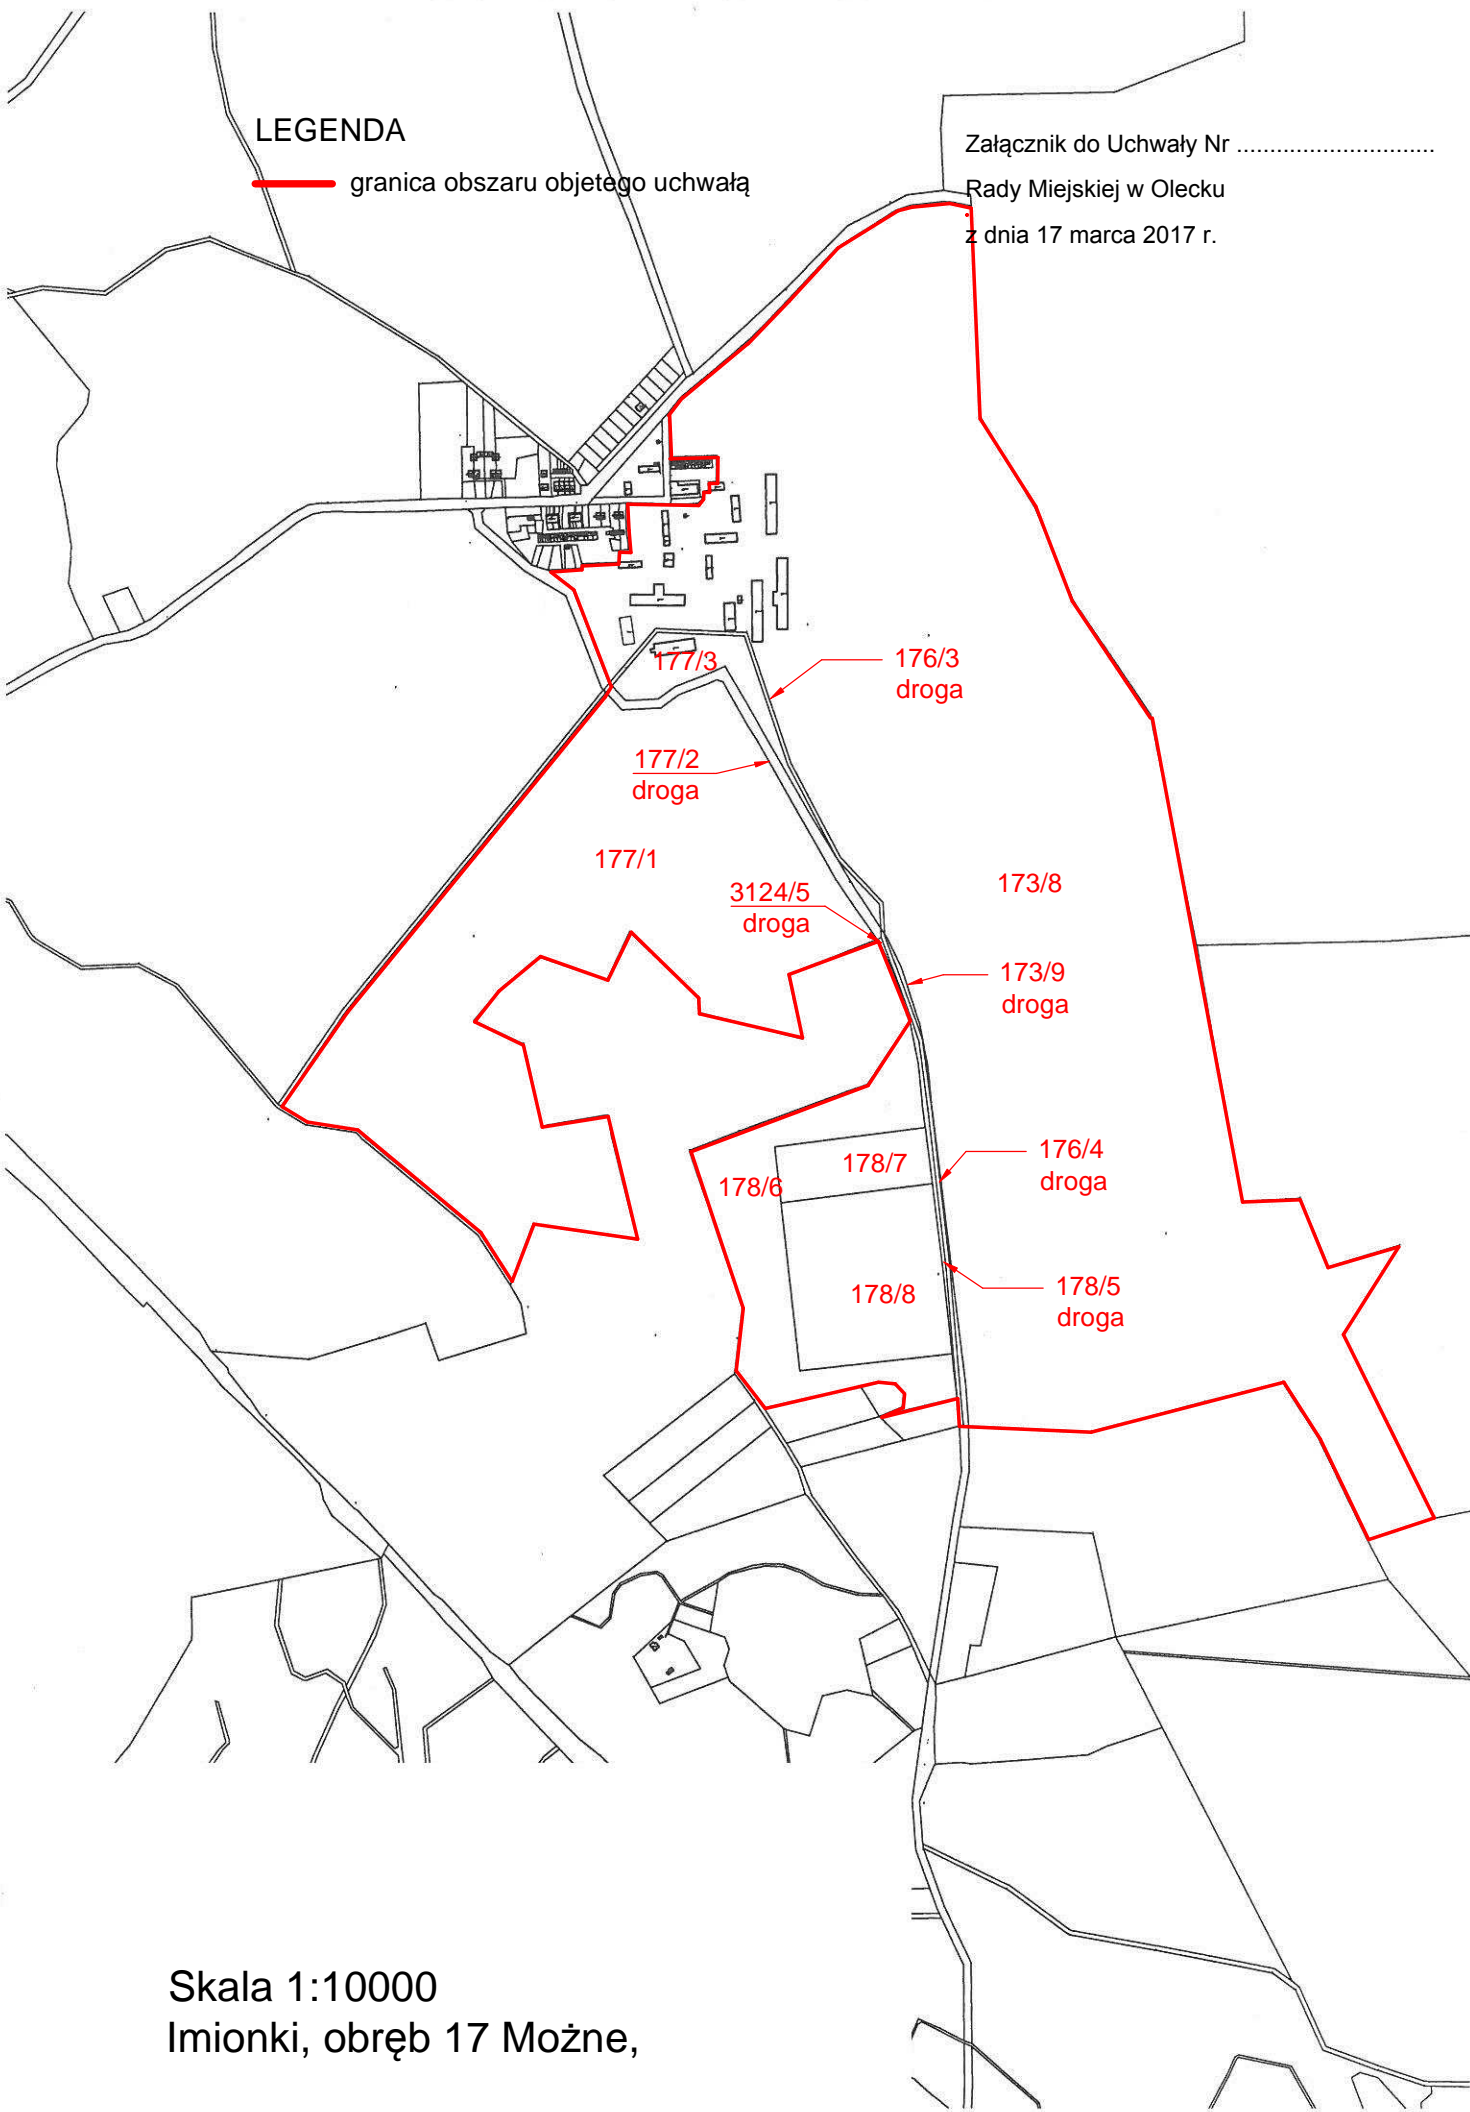 LEGENDA
granica obszaru objetego uchwałą
Załącznik do Uchwały Nr ..............................
Rady Miejskiej w Olecku
z dnia 17 marca 2017 r.
177/3
176/3
droga
177/2
droga
177/1
173/8
3124/5
droga
173/9
droga
178/6
178/7
176/4
droga
178/8
178/5
droga
Skala 1:10000
Imionki, obręb 17 Możne,